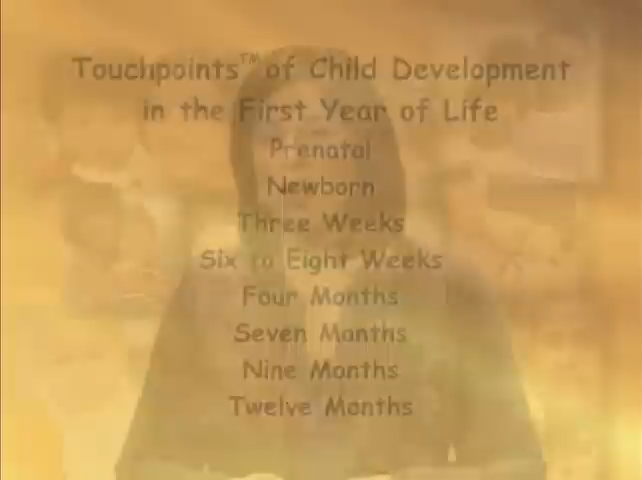 Touchpoints™ of Child Development
in the First Year of Life
Prenatal
Newborn
Three Weeks
Six to Eight Weeks
Four Months
Seven Months
Nine Months
Twelve Months